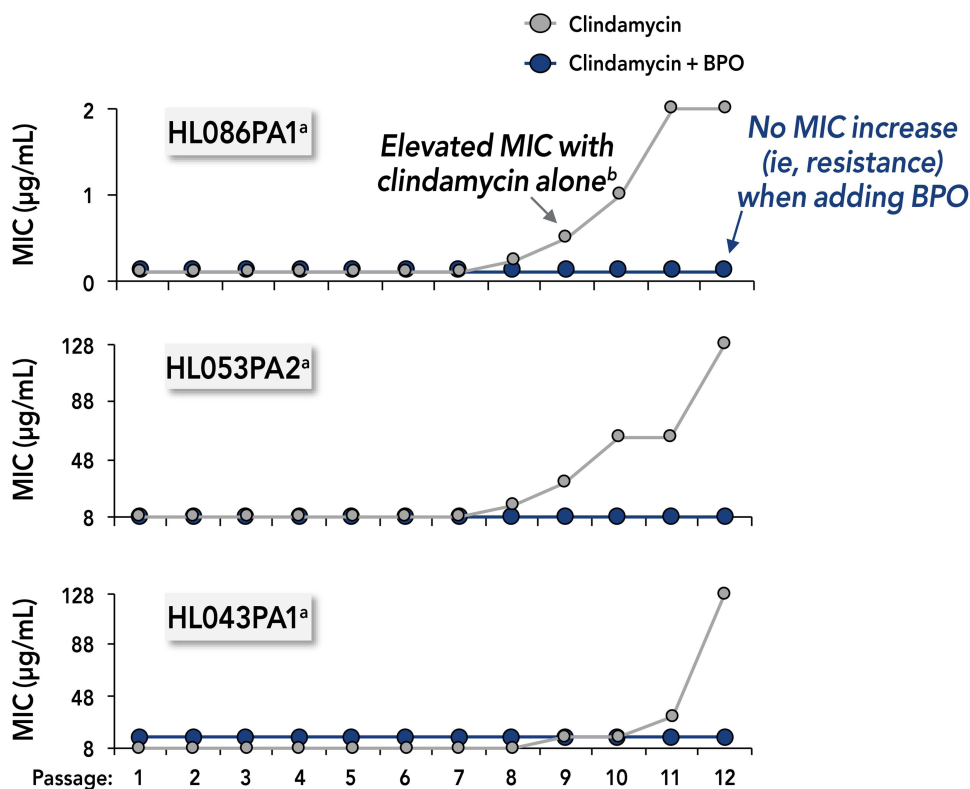 Clindamycin
Clindamycin + BPO
MIC (µg/mL)
2
1
0
HL086PA1ᵃ
Elevated MIC with
clindamycin aloneᵇ
No MIC increase
(ie, resistance)
when adding BPO
MIC (µg/mL)
128
88
48
8
HL053PA2ᵃ
MIC (µg/mL)
128
88
48
8
HL043PA1ᵃ
Passage: 1 2 3 4 5 6 7 8 9 10 11 12